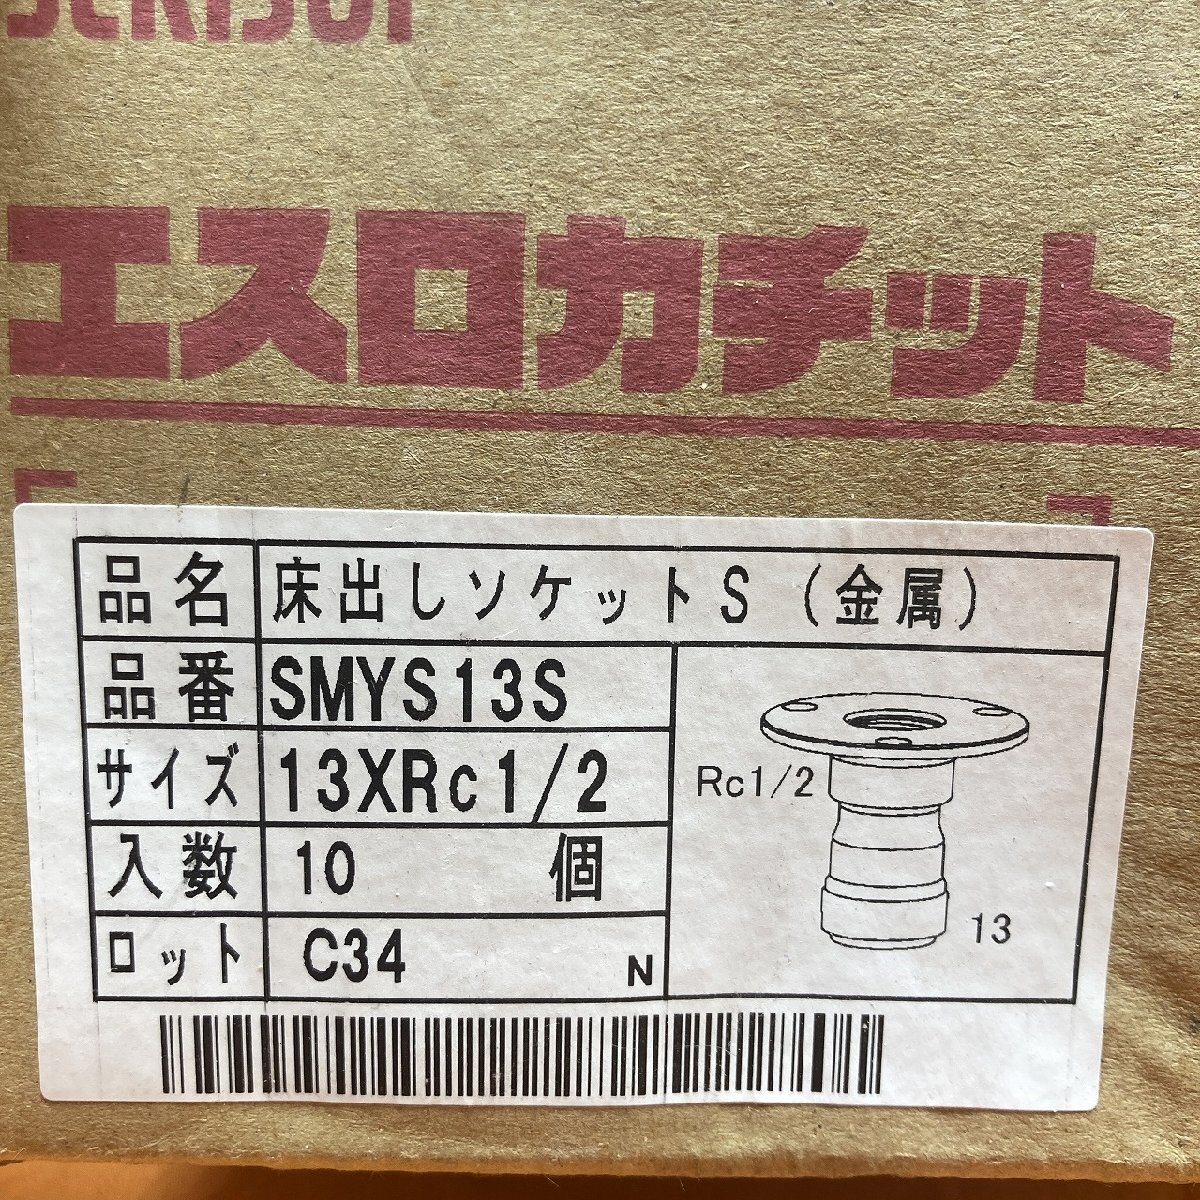 SEKISUI
エスロカチット
品名 床出しソケットS（金属）
品番 SMYS13S
サイズ 13XRc1/2
入数 10 個
ロット C34 N
Rc1/2
13